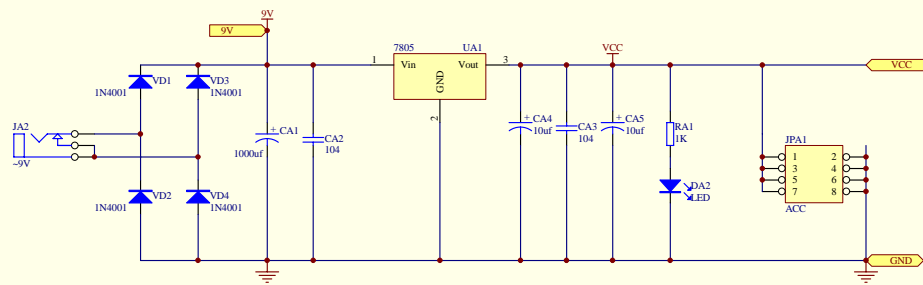 9V
9V
7805 UA1
1 Vin Vout 3
GND
2
VCC
VCC
VD1 VD3
1N4001 1N4001
JA2
~9V
VD2 VD4
1N4001 1N4001
+ CA1
1000uf
CA2
104
+ CA4
10uf
CA3
104
+ CA5
10uf
RA1
1K
DA2
LED
JPA1
1 2
3 4
5 6
7 8
ACC
GND